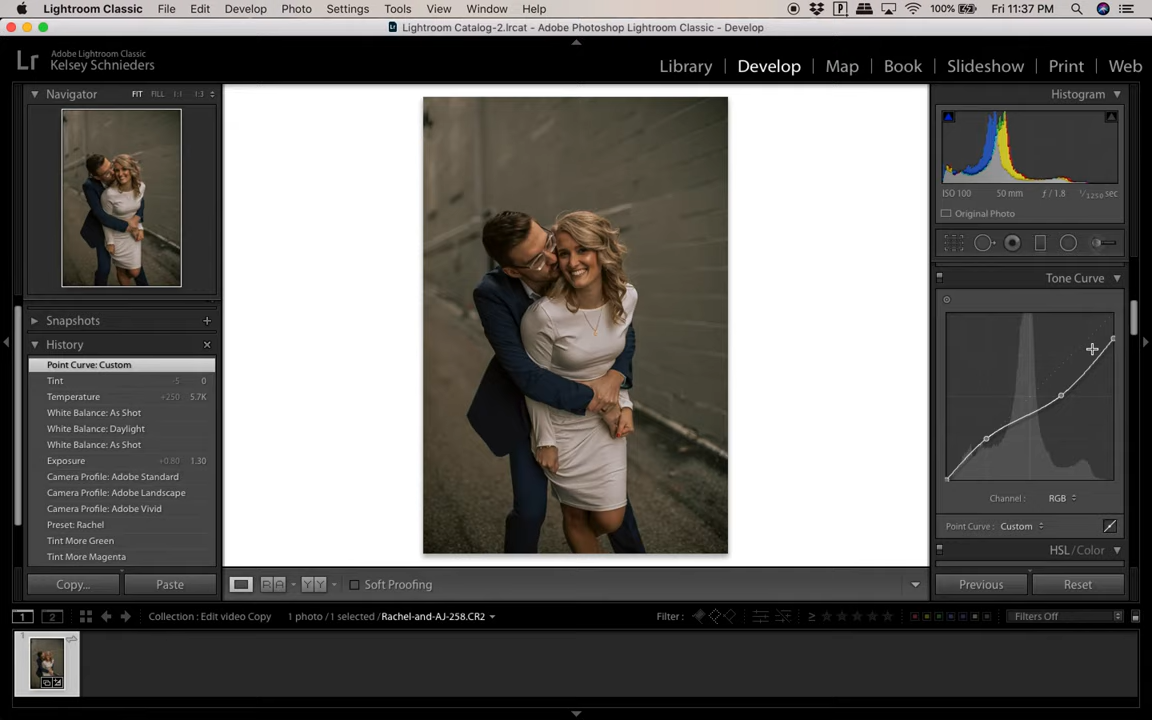 Lightroom Classic File Edit Develop Photo Settings Tools View Window Help 100% Fri 11:37 PM
Lightroom Catalog-2.lrcat - Adobe Photoshop Lightroom Classic - Develop
Lr Adobe Lightroom Classic
Kelsey Schnieders
Library | Develop | Map | Book | Slideshow | Print | Web
Navigator FIT FILL 1:1 1:3
Histogram
ISO 100 50 mm ƒ / 1.8 1/1250 sec
Original Photo
Tone Curve
Snapshots +
History ×
Point Curve: Custom
Tint -5 0
Temperature +250 5.7K
White Balance: As Shot
White Balance: Daylight
White Balance: As Shot
Exposure +0.80 1.30
Camera Profile: Adobe Standard
Camera Profile: Adobe Landscape
Camera Profile: Adobe Vivid
Preset: Rachel
Tint More Green
Tint More Magenta
Channel : RGB
Point Curve : Custom
HSL / Color
Copy... Paste
R A Y Y Soft Proofing
Previous Reset
1 2 Collection : Edit video Copy 1 photo / 1 selected / Rachel-and-AJ-258.CR2 Filter : ≥ Filters Off
1